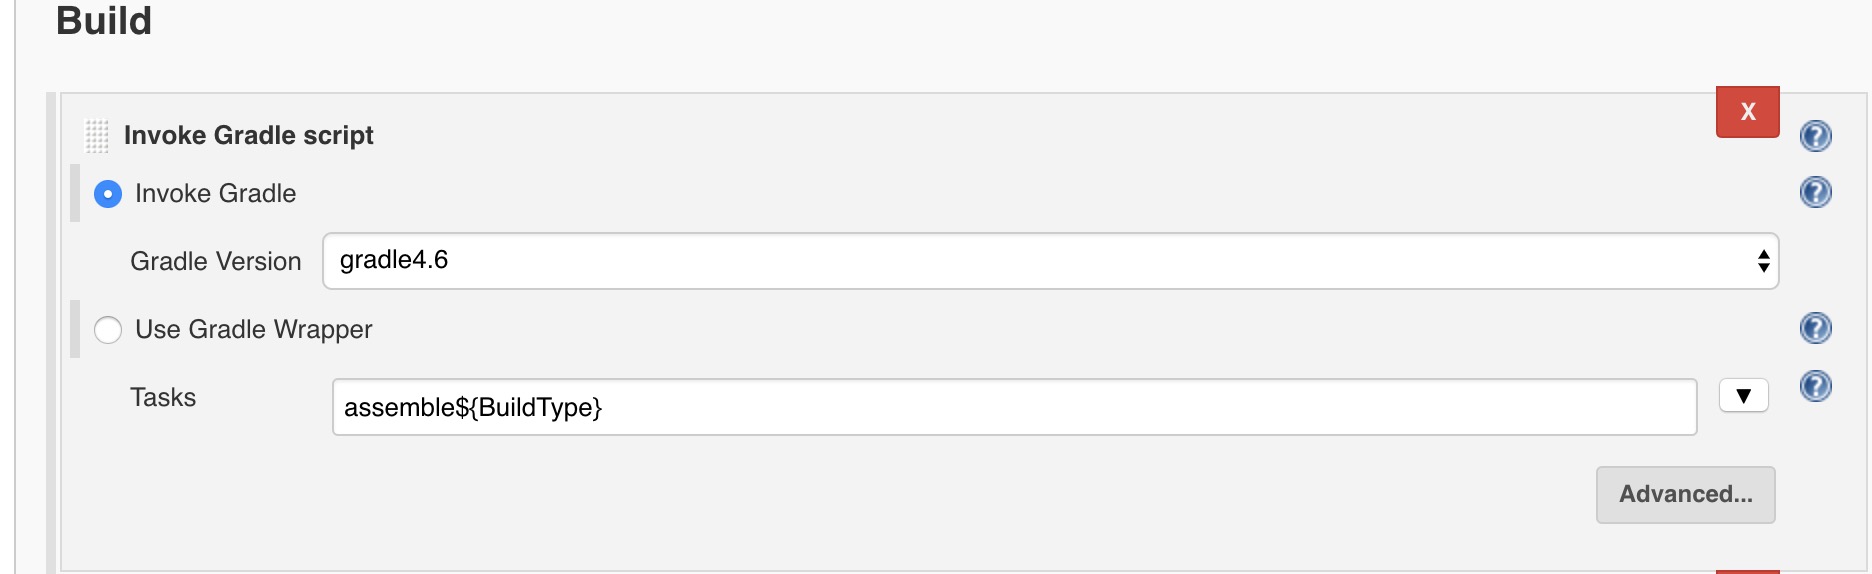 Build
X
Invoke Gradle script
?
Invoke Gradle
?
Gradle Version gradle4.6
Use Gradle Wrapper
?
Tasks assemble${BuildType}
?
Advanced...